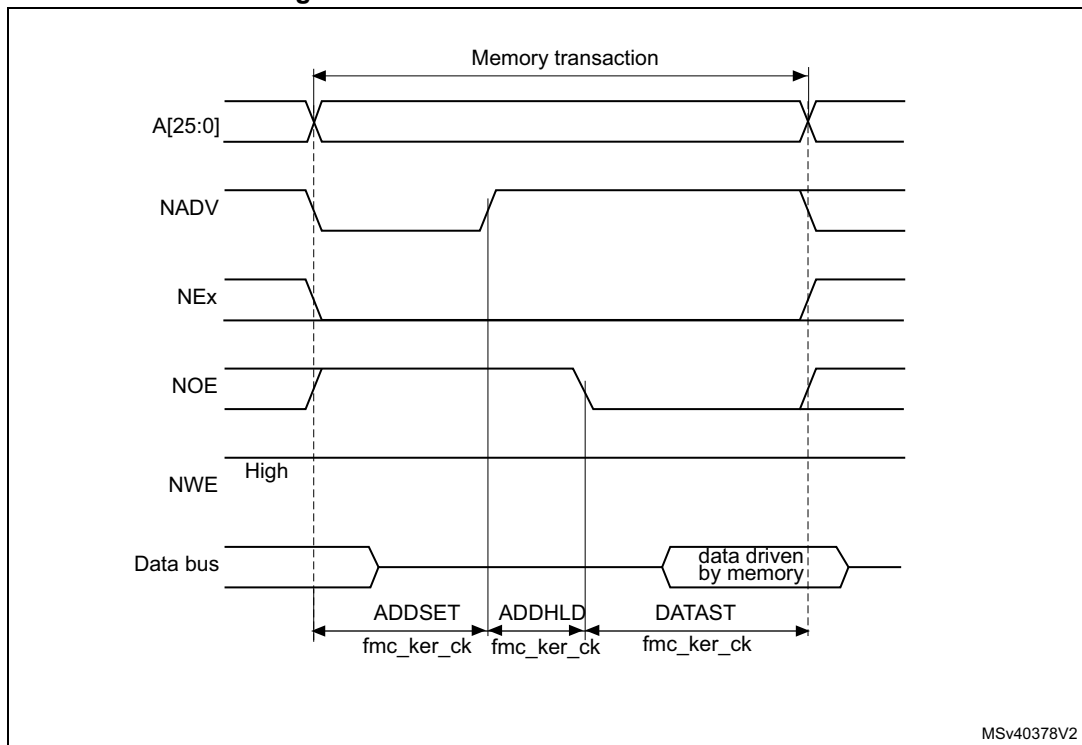 Memory transaction
A[25:0]
NADV
NEx
NOE
High
NWE
Data bus
data driven
by memory
ADDSET ADDHLD DATAST
fmc_ker_ck fmc_ker_ck fmc_ker_ck
MSv40378V2